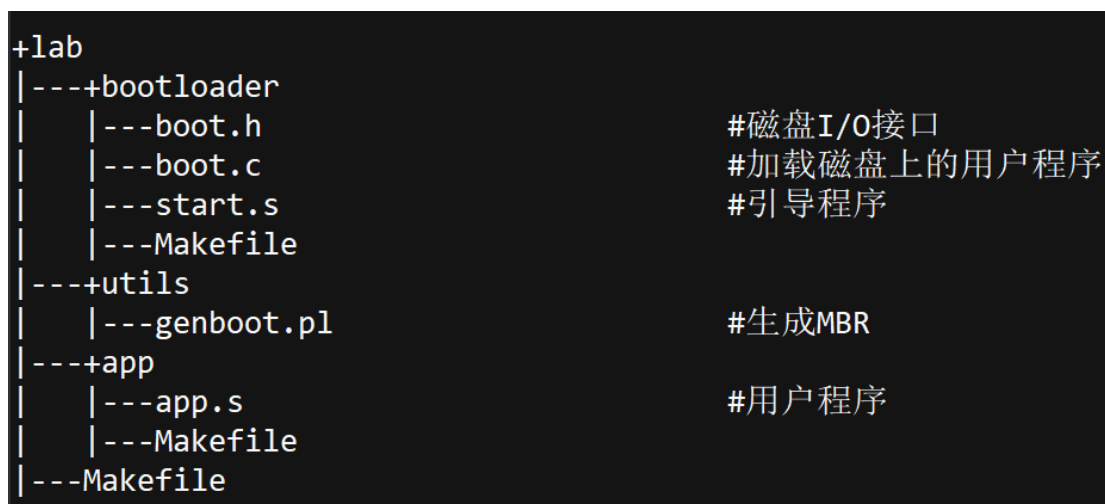 +lab
|---+bootloader
|   |---boot.h                              #磁盘I/O接口
|   |---boot.c                              #加载磁盘上的用户程序
|   |---start.s                             #引导程序
|   |---Makefile
|---+utils
|   |---genboot.pl                          #生成MBR
|---+app
|   |---app.s                               #用户程序
|   |---Makefile
|---Makefile